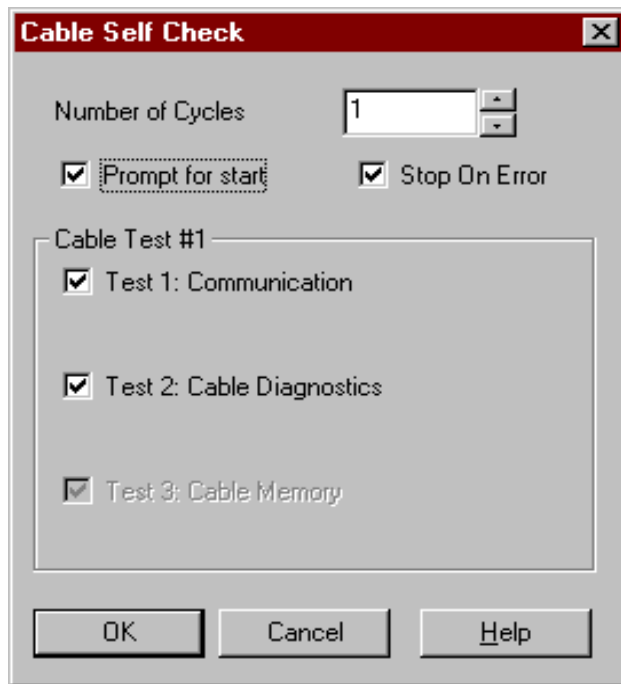 Cable Self Check
Number of Cycles 1
Prompt for start Stop On Error
Cable Test #1
Test 1: Communication
Test 2: Cable Diagnostics
Test 3: Cable Memory
OK Cancel Help